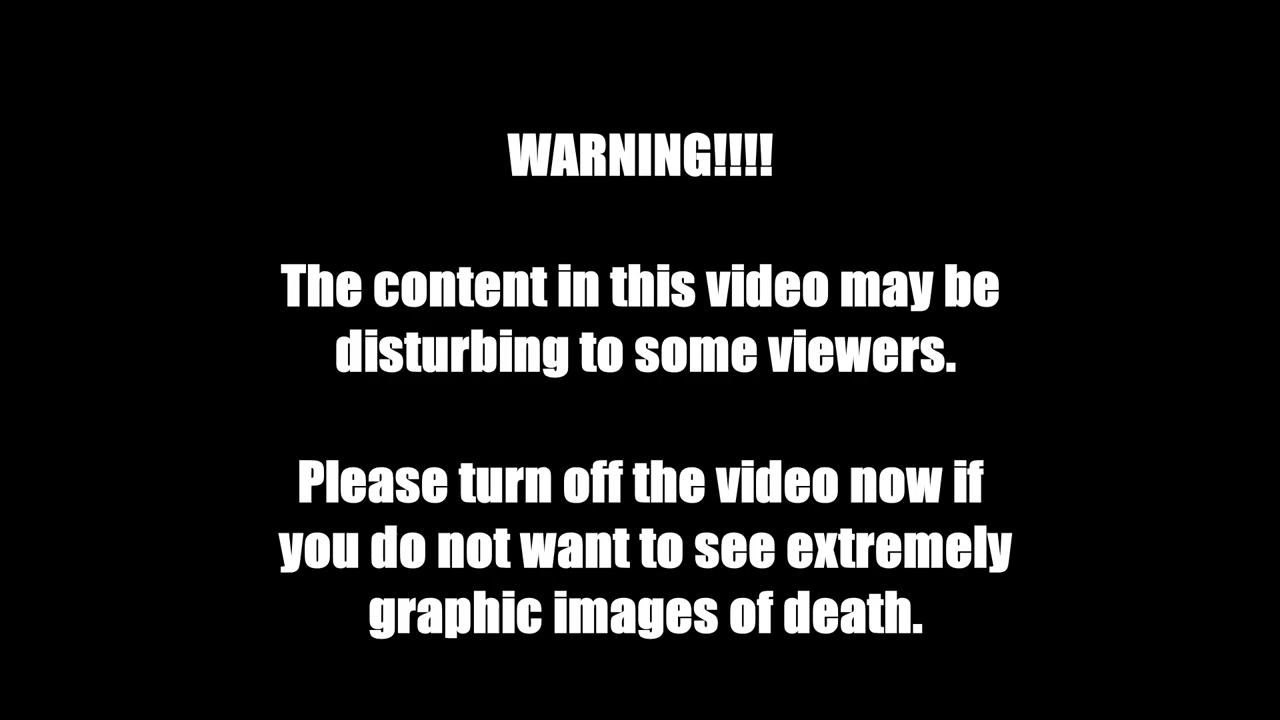 WARNING!!!!
The content in this video may be
disturbing to some viewers.
Please turn off the video now if
you do not want to see extremely
graphic images of death.